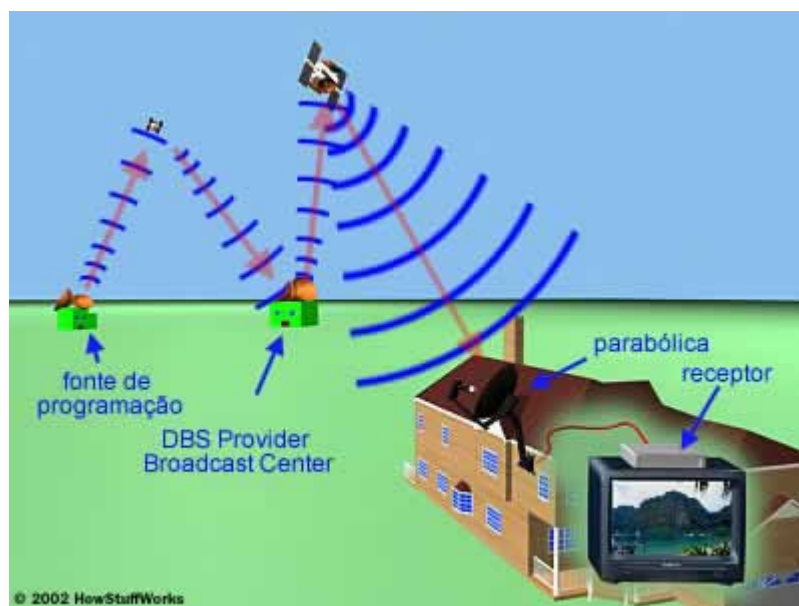 fonte de
programação
DBS Provider
Broadcast Center
parabólica
receptor
© 2002 HowStuffWorks